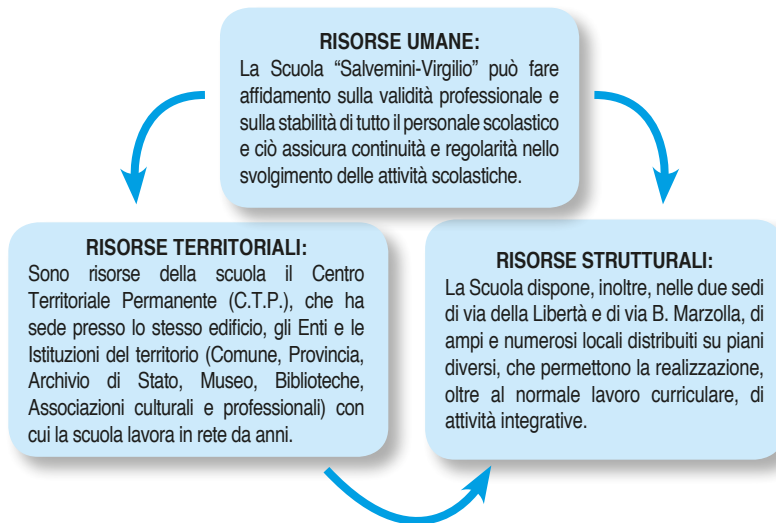 RISORSE UMANE:
La Scuola “Salvemini-Virgilio” può fare
affidamento sulla validità professionale e
sulla stabilità di tutto il personale scolastico
e ciò assicura continuità e regolarità nello
svolgimento delle attività scolastiche.
RISORSE TERRITORIALI:
Sono risorse della scuola il Centro
Territoriale Permanente (C.T.P.), che ha
sede presso lo stesso edificio, gli Enti e le
Istituzioni del territorio (Comune, Provincia,
Archivio di Stato, Museo, Biblioteche,
Associazioni culturali e professionali) con
cui la scuola lavora in rete da anni.
RISORSE STRUTTURALI:
La Scuola dispone, inoltre, nelle due sedi
di via della Libertà e di via B. Marzolla, di
ampi e numerosi locali distribuiti su piani
diversi, che permettono la realizzazione,
oltre al normale lavoro curriculare, di
attività integrative.